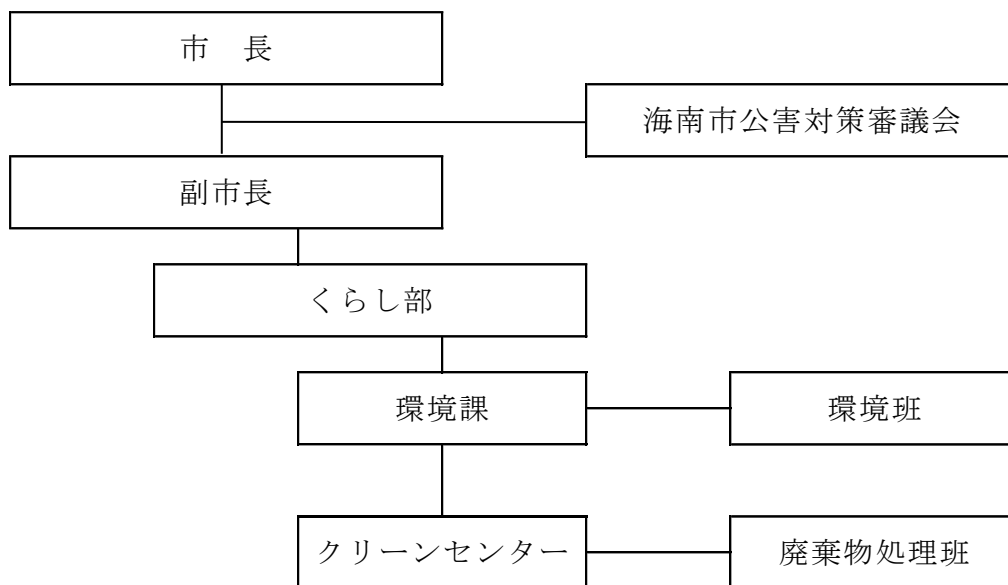 市　長
海南市公害対策審議会
副市長
くらし部
環境課
環境班
クリーンセンター
廃棄物処理班